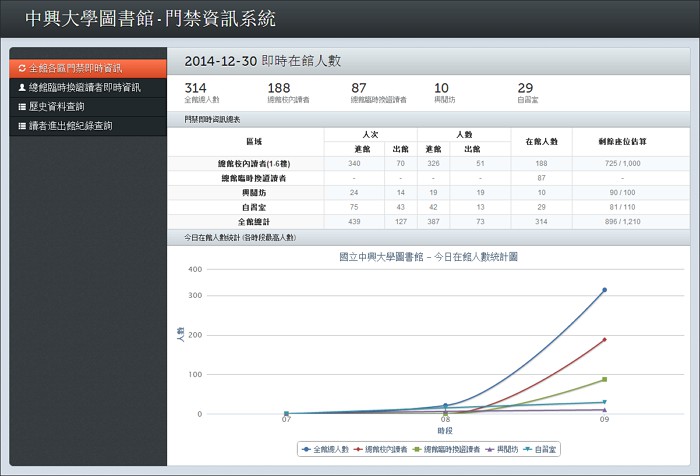 中興大學圖書館-門禁資訊系統
全館各區門禁即時資訊
總館臨時換證讀者即時資訊
歷史資料查詢
讀者進出館紀錄查詢
2014-12-30 即時在館人數
314 188 87 10 29
全館總人數 總館校內讀者 總館臨時換證讀者 興閱坊 自習室
門禁即時資訊總表
區域 人次 人數 在館人數 剩餘座位估算
進館 出館 進館 出館
總館校內讀者(1-6樓) 340 70 326 51 188 725 / 1,000
總館臨時換證讀者 - - - - 87 -
興閱坊 24 14 19 19 10 90 / 100
自習室 75 43 42 13 29 81 / 110
全館總計 439 127 387 73 314 896 / 1,210
今日在館人數統計 (各時段最高人數)
國立中興大學圖書館 - 今日在館人數統計圖
400
300
200
100
0
人數
07 08 09
時段
全館總人數 總館校內讀者 總館臨時換證讀者 興閱坊 自習室